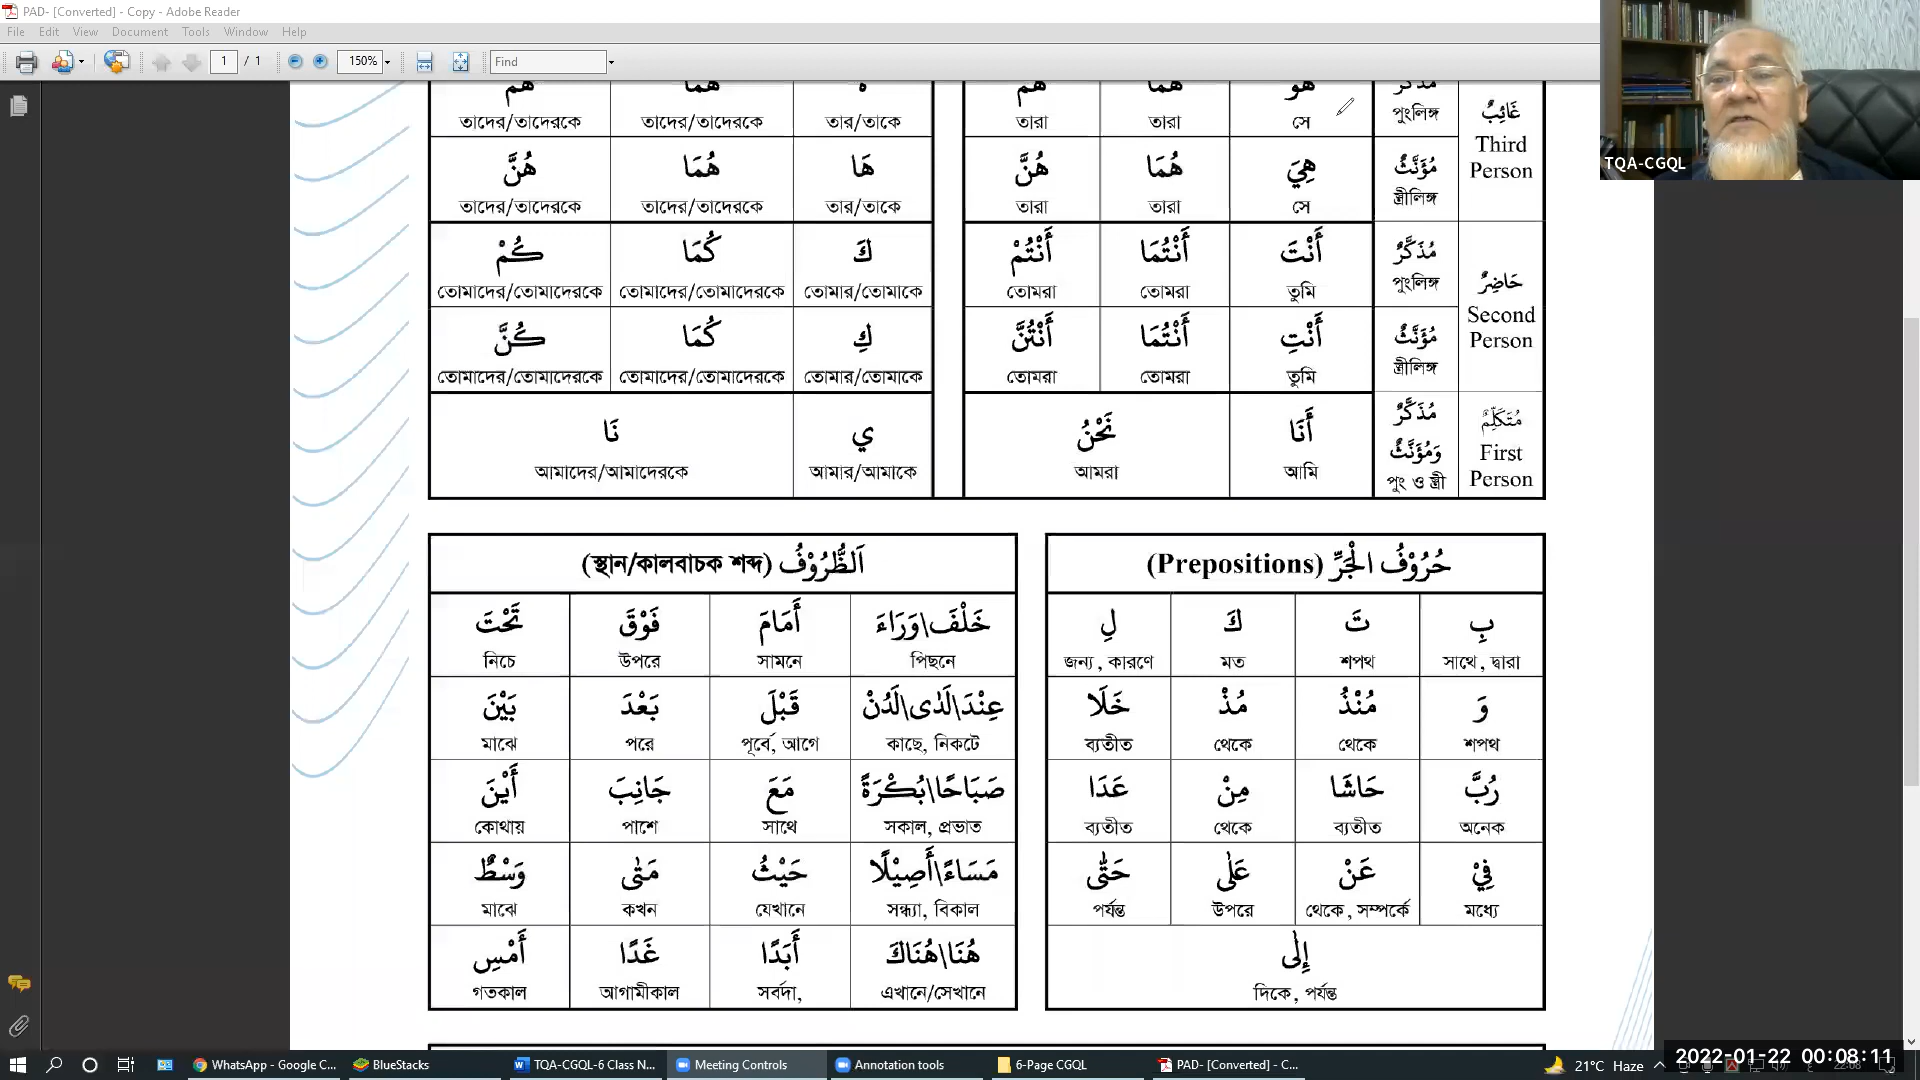 PAD- [Converted] - Copy - Adobe Reader
File Edit View Document Tools Window Help
1 / 1 150% Find
هُمْ هُمَا هُ هُمْ هُمَا هُوَ مُذَكَّرٌ
তাদের/তাদেরকে তাদের/তাদেরকে তার/তাকে তারা তারা সে পুংলিঙ্গ
غَائِبٌ
Third
Person
هُنَّ هُمَا هَا هُنَّ هُمَا هِيَ مُؤَنَّثٌ
তাদের/তাদেরকে তাদের/তাদেরকে তার/তাকে তারা তারা সে স্ত্রীলিঙ্গ
كُمْ كُمَا كَ أَنْتُمْ أَنْتُمَا أَنْتَ مُذَكَّرٌ
তোমাদের/তোমাদেরকে তোমাদের/তোমাদেরকে তোমার/তোমাকে তোমরা তোমরা তুমি পুংলিঙ্গ
حَاضِرٌ
Second
Person
كُنَّ كُمَا كِ أَنْتُنَّ أَنْتُمَا أَنْتِ مُؤَنَّثٌ
তোমাদের/তোমাদেরকে তোমাদের/তোমাদেরকে তোমার/তোমাকে তোমরা তোমরা তুমি স্ত্রীলিঙ্গ
نَا ي نَحْنُ أَنَا مُذَكَّرٌ وَمُؤَنَّثٌ
আমাদের/আমাদেরকে আমার/আমাকে আমরা আমি পুং ও স্ত্রী
مُتَكَلِّمٌ
First
Person
اَلظُّرُوْفُ (স্থান/কালবাচক শব্দ)
تَحْتَ فَوْقَ أَمَامَ خَلْفَ\وَرَاءَ
নিচে উপরে সামনে পিছনে
بَيْنَ بَعْدَ قَبْلَ عِنْدَ\لَدٰى\لَدُنْ
মাঝে পরে পূর্বে, আগে কাছে, নিকটে
أَيْنَ جَانِبَ مَعَ صَبَاحًا\بُكْرَةً
কোথায় পাশে সাথে সকাল, প্রভাত
وَسْطٌ مَتٰى حَيْثُ مَسَاءً\أَصِيْلًا
মাঝে কখন যেখানে সন্ধ্যা, বিকাল
أَمْسِ غَدًا أَبَدًا هُنَا\هُنَاكَ
গতকাল আগামীকাল সর্বদা, এখানে/সেখানে
حُرُوْفُ الْجَرِّ (Prepositions)
لِ كَ تَ بِ
জন্য, কারণে মত শপথ সাথে, দ্বারা
خَلَا مُذْ مُنْذُ وَ
ব্যতীত থেকে থেকে শপথ
عَدَا مِنْ حَاشَا رُبَّ
ব্যতীত থেকে ব্যতীত অনেক
حَتّٰى عَلٰى عَنْ فِيْ
পর্যন্ত উপরে থেকে, সম্পর্কে মধ্যে
إِلٰى
দিকে, পর্যন্ত
TQA-CGQL
WhatsApp - Google C... BlueStacks TQA-CGQL-6 Class N... Meeting Controls Annotation tools 6-Page CGQL PAD- [Converted] - C... 21°C Haze
2022-01-22 00:08:11